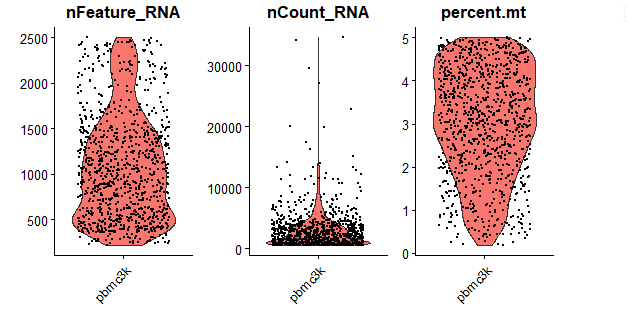 nFeature_RNA
2500
2000
1500
1000
500
pbmc3k
nCount_RNA
30000
20000
10000
0
pbmc3k
percent.mt
5
4
3
2
1
0
pbmc3k